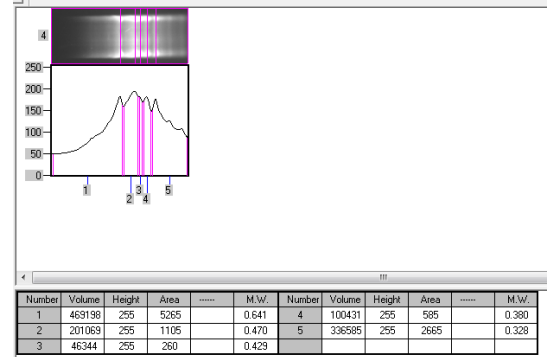 4
250
200
150
100
50
0
1 2 3 4 5
Number Volume Height Area ------ M.W. Number Volume Height Area ------ M.W.
1 469198 255 5265 0.641 4 100431 255 585 0.380
2 201069 255 1105 0.470 5 336585 255 2665 0.328
3 46344 255 260 0.429